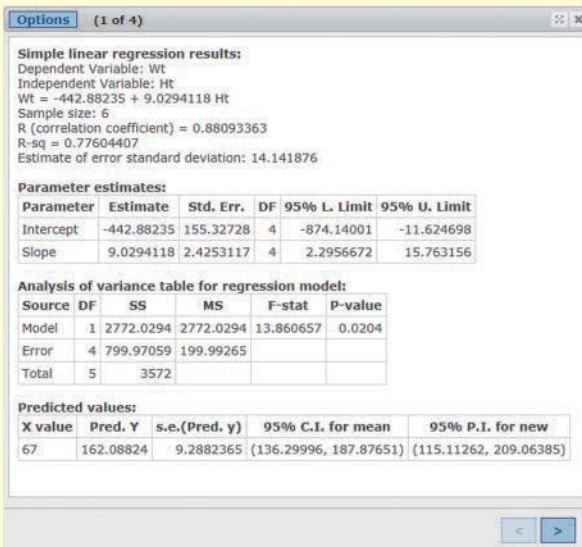 Options (1 of 4)
Simple linear regression results:
Dependent Variable: Wt
Independent Variable: Ht
Wt = -442.88235 + 9.0294118 Ht
Sample size: 6
R (correlation coefficient) = 0.88093363
R-sq = 0.77604407
Estimate of error standard deviation: 14.141876
Parameter estimates:
Parameter Estimate Std. Err. DF 95% L. Limit 95% U. Limit
Intercept -442.88235 155.32728 4 -874.14001 -11.624698
Slope 9.0294118 2.4253117 4 2.2956672 15.763156
Analysis of variance table for regression model:
Source DF SS MS F-stat P-value
Model 1 2772.0294 2772.0294 13.860657 0.0204
Error 4 799.97059 199.99265
Total 5 3572
Predicted values:
X value Pred. Y s.e.(Pred. y) 95% C.I. for mean 95% P.I. for new
67 162.08824 9.2882365 (136.29996, 187.87651) (115.11262, 209.06385)
< >